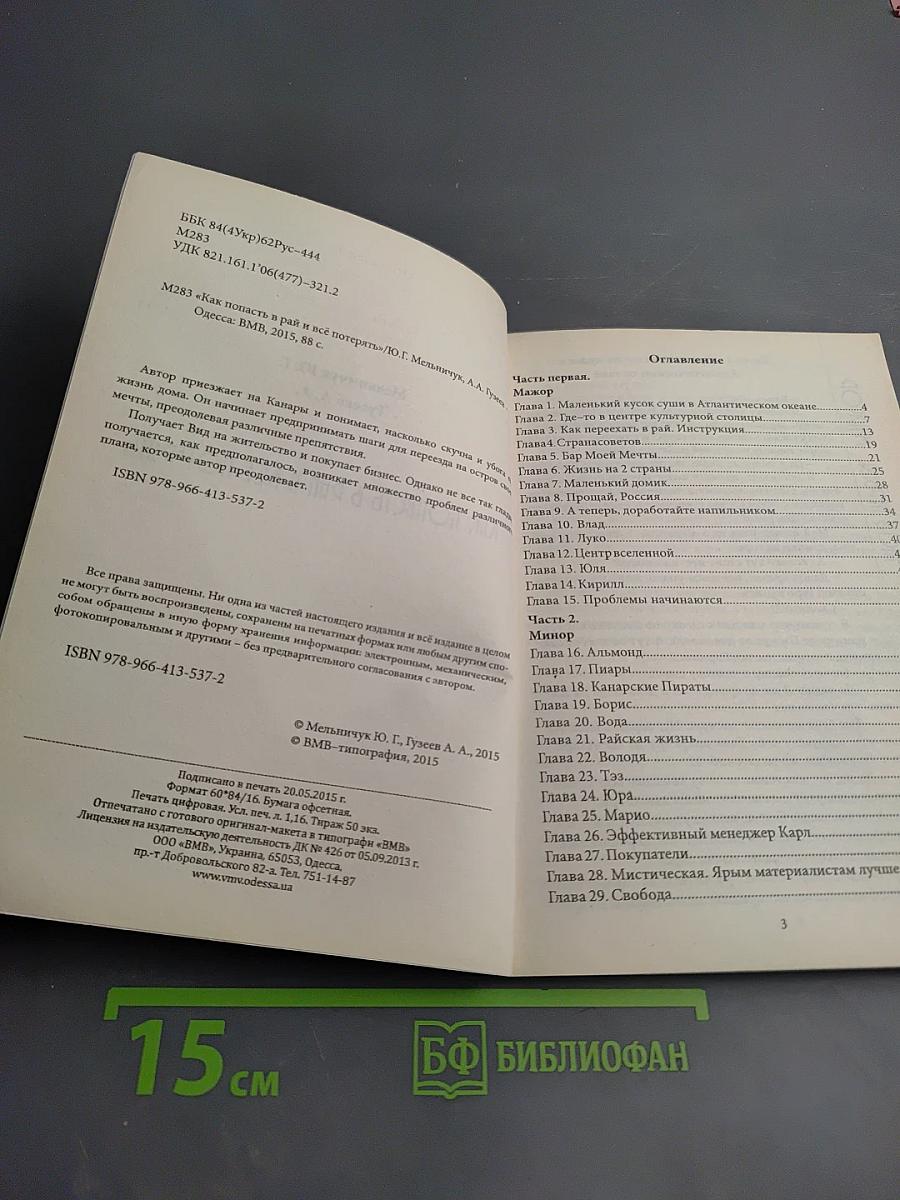 ББК 84(4Укр)62Рус–444
М283
УДК 821.161.1'06(477)–321.2
М283 «Как попасть в рай и всё потерять»/Ю.Г. Мельничук, А.А. Гузеев
Одесса: ВМВ, 2015, 88 с.
Автор приезжает на Канары и понимает, насколько скучна и убога
жизнь дома. Он начинает предпринимать шаги для переезда на остров
мечты, преодолевая различные препятствия.
Получает Вид на жительство и покупает бизнес. Однако не все так
получается, как предполагалось, возникает множество проблем
плана, которые автор преодолевает.
ISBN 978-966-413-537-2
Все права защищены. Ни одна из частей настоящего издания и всё издание в целом
не могут быть воспроизведены, сохранены на печатных формах или любым другим спо-
собом обращены в иную форму хранения информации: электронным, механическим,
фотокопировальным и другими – без предварительного согласования с автором.
ISBN 978-966-413-537-2
© Мельничук Ю. Г., Гузеев А. А., 2015
© ВМВ–типография, 2015
Подписано в печать 20.05.2015 г.
Формат 60*84/16. Бумага офсетная.
Печать цифровая. Усл. печ. л. 1,16. Тираж 50 экз.
Отпечатано с готового оригинал-макета в типографи «ВМВ»
Лицензия на издательскую деятельность ДК № 426 от 05.09.2013 г.
ООО «ВМВ», Украина, 65053, Одесса,
пр.-т Добровольского 82-а. Тел. 751-14-87
www.vmv.odessa.ua
Оглавление
Часть первая.
Мажор
Глава 1. Маленький кусок суши в Атлантическом океане..............4
Глава 2. Где–то в центре культурной столицы..............7
Глава 3. Как переехать в рай. Инструкция..............13
Глава4.Странасоветов..............19
Глава 5. Бар Моей Мечты..............21
Глава 6. Жизнь на 2 страны..............25
Глава 7. Маленький домик..............28
Глава 8. Прощай, Россия..............31
Глава 9. А теперь, доработайте напильником..............34
Глава 10. Влад..............37
Глава 11. Луко..............
Глава12.Центрвселенной..............
Глава 13. Юля..............
Глава 14. Кирилл..............
Глава 15. Проблемы начинаются..............
Часть 2.
Минор
Глава 16. Альмонд..............
Глава 17. Пиары..............
Глава 18. Канарские Пираты..............
Глава 19. Борис..............
Глава 20. Вода..............
Глава 21. Райская жизнь..............
Глава 22. Володя..............
Глава 23. Тэз..............
Глава 24. Юра..............
Глава 25. Марио..............
Глава 26. Эффективный менеджер Карл..............
Глава 27. Покупатели..............
Глава 28. Мистическая. Ярым материалистам лучше
Глава 29. Свобода..............
3
15 см
БФ БИБЛИОФАН